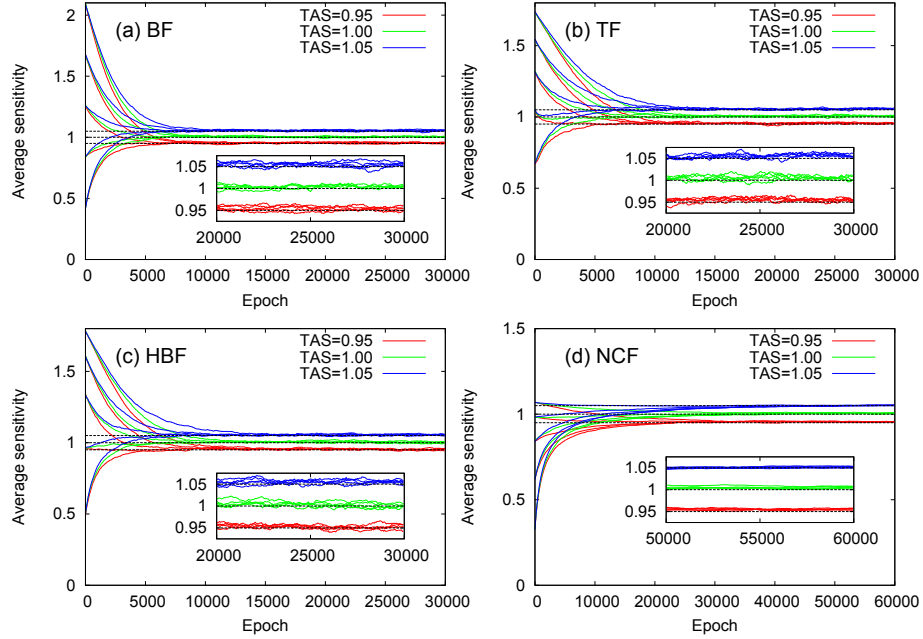 (a) BF
TAS=0.95
TAS=1.00
TAS=1.05
Average sensitivity
2
1.5
1
0.5
0
0 5000 10000 15000 20000 25000 30000
Epoch
1.05
1
0.95
20000 25000 30000
(b) TF
TAS=0.95
TAS=1.00
TAS=1.05
Average sensitivity
1.5
1
0.5
0
0 5000 10000 15000 20000 25000 30000
Epoch
1.05
1
0.95
20000 25000 30000
(c) HBF
TAS=0.95
TAS=1.00
TAS=1.05
Average sensitivity
1.5
1
0.5
0
0 5000 10000 15000 20000 25000 30000
Epoch
1.05
1
0.95
20000 25000 30000
(d) NCF
TAS=0.95
TAS=1.00
TAS=1.05
Average sensitivity
1.5
1
0.5
0
0 10000 20000 30000 40000 50000 60000
Epoch
1.05
1
0.95
50000 55000 60000